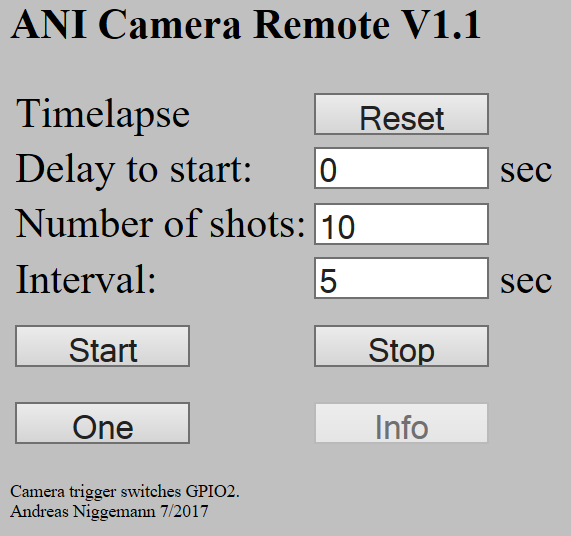 ANI Camera Remote V1.1
Timelapse Reset
Delay to start: 0 sec
Number of shots: 10
Interval: 5 sec
Start Stop
One Info
Camera trigger switches GPIO2.
Andreas Niggemann 7/2017